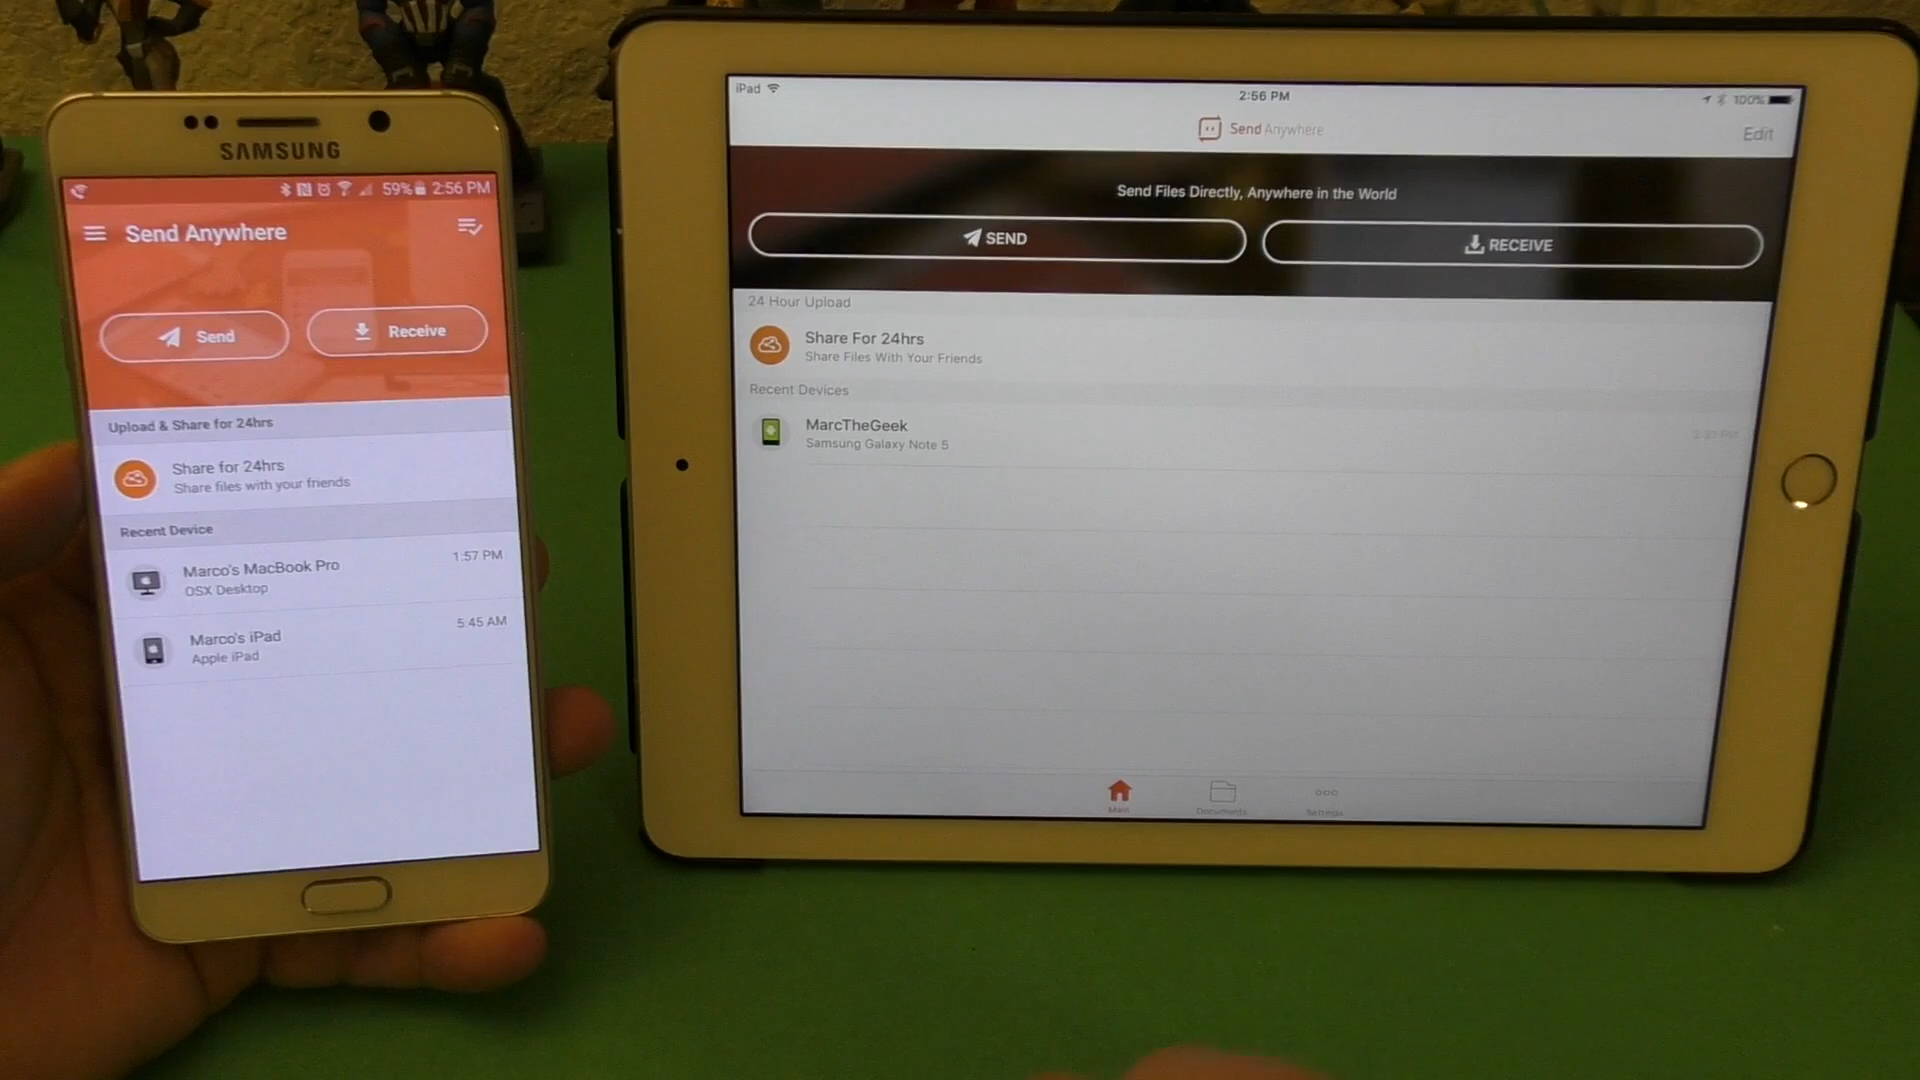 SAMSUNG
59% 2:56 PM
Send Anywhere
Send
Receive
Upload & Share for 24hrs
Share for 24hrs
Share files with your friends
Recent Device
Marco's MacBook Pro
1:57 PM
OSX Desktop
Marco's iPad
5:45 AM
Apple iPad
iPad
2:56 PM
100%
Send Anywhere
Edit
Send Files Directly, Anywhere in the World
SEND
RECEIVE
24 Hour Upload
Share For 24hrs
Share Files With Your Friends
Recent Devices
MarcTheGeek
Samsung Galaxy Note 5
Main
Documents
Settings